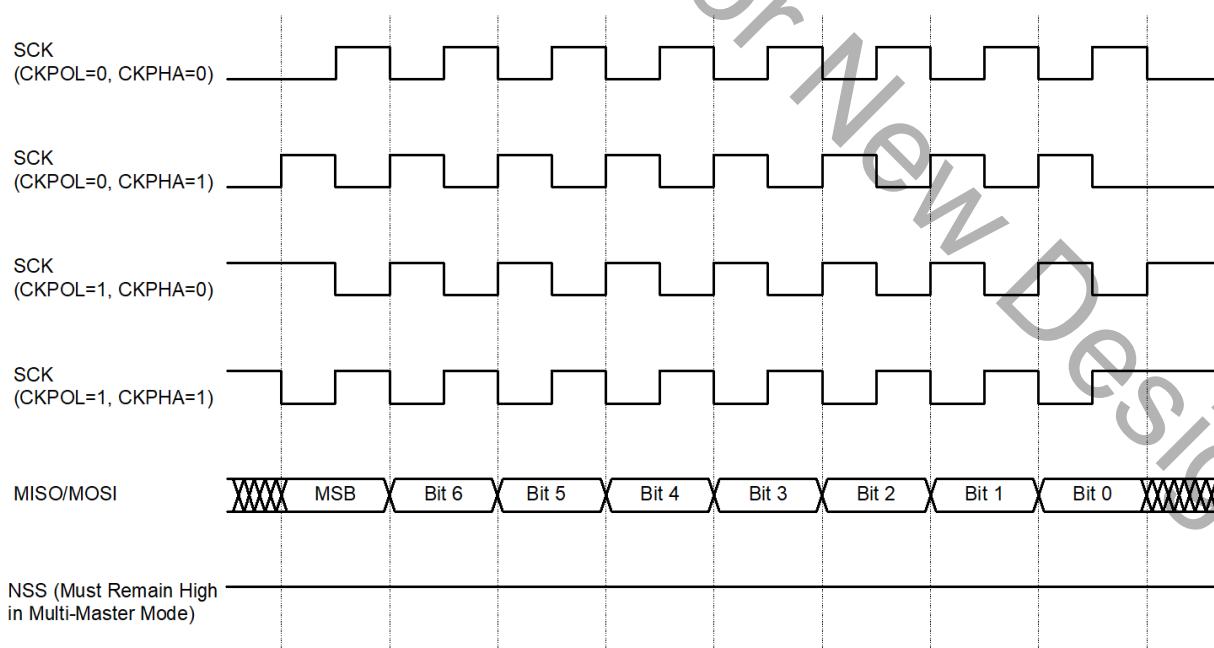 SCK
(CKPOL=0, CKPHA=0)
SCK
(CKPOL=0, CKPHA=1)
SCK
(CKPOL=1, CKPHA=0)
SCK
(CKPOL=1, CKPHA=1)
MISO/MOSI
MSB
Bit 6
Bit 5
Bit 4
Bit 3
Bit 2
Bit 1
Bit 0
NSS (Must Remain High
in Multi-Master Mode)
or New Desig